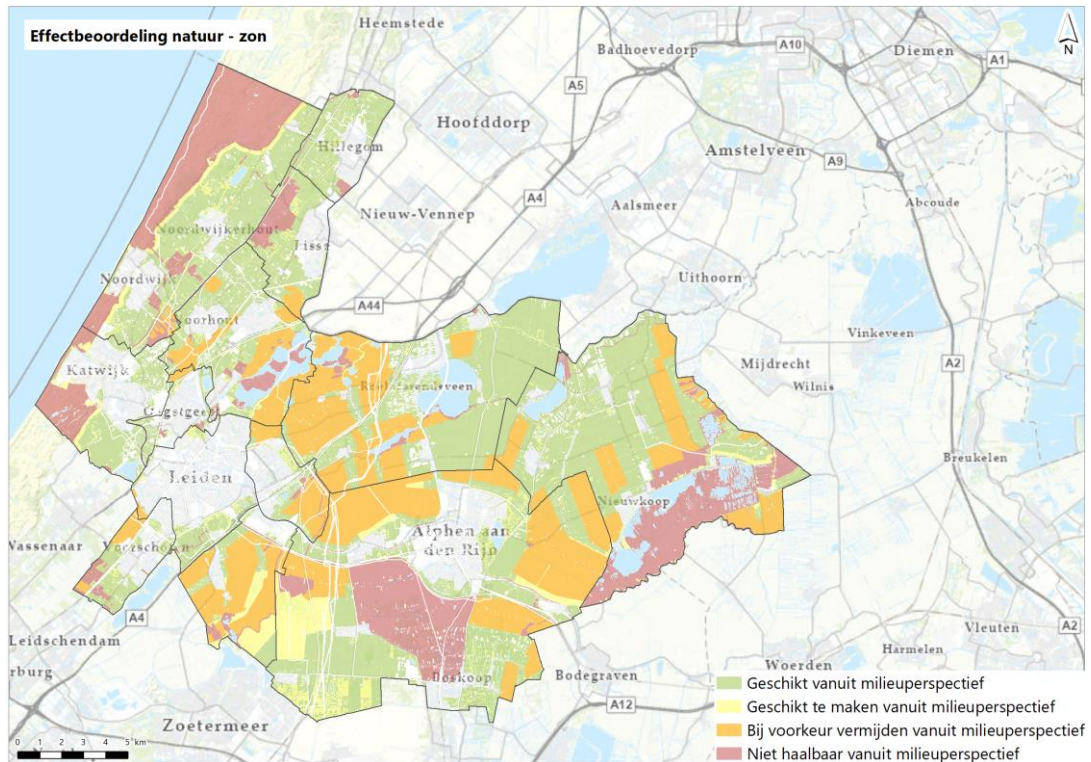 Effectbeoordeling natuur - zon
Heemstede
Badhoevedorp
A10
Diemen
A1
N
A5
Hoofddorp
Hillegom
Amstelveen
A9
A4
Abcoude
Nieuw-Vennep
Aalsmeer
Noordwijkerhout
Lisse
Uithoorn
Noordwijk
A44
Voorhout
Vinkeveen
A2
Katwijk
Mijdrecht
Wilnis
Roelofarendsveen
Oegstgeest
Breukelen
Leiden
Nieuwkoop
Alphen aan
den Rijn
Wassenaar
Voorschoten
A4
Leidschendam
Vleuten
A2
Harmelen
rburg
Woerden
Boskoop
Bodegraven
Zoetermeer
A12
Geschikt vanuit milieuperspectief
Geschikt te maken vanuit milieuperspectief
Bij voorkeur vermijden vanuit milieuperspectief
Niet haalbaar vanuit milieuperspectief
0 1 2 3 4 5 km